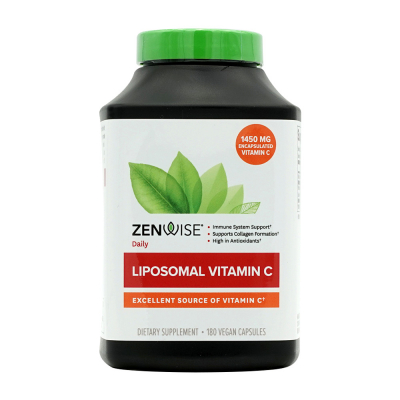 1450 MG
ENCAPSULATED
VITAMIN C
ZENWISE®
Daily
• Immune System Support†
• Supports Collagen Formation†
• High in Antioxidants†
LIPOSOMAL VITAMIN C
EXCELLENT SOURCE OF VITAMIN C†
DIETARY SUPPLEMENT • 180 VEGAN CAPSULES